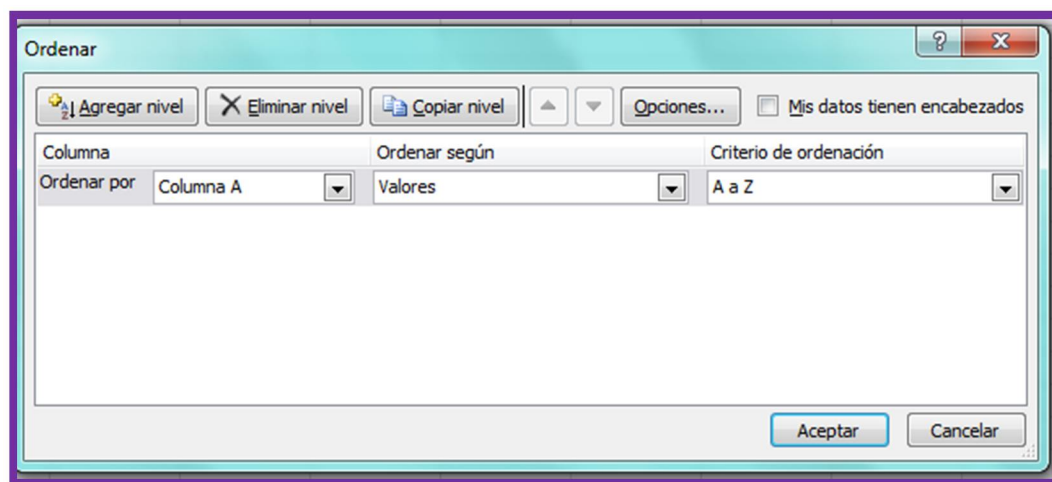 Ordenar
Agregar nivel Eliminar nivel Copiar nivel Opciones... Mis datos tienen encabezados
Columna Ordenar según Criterio de ordenación
Ordenar por Columna A Valores A a Z
Aceptar Cancelar